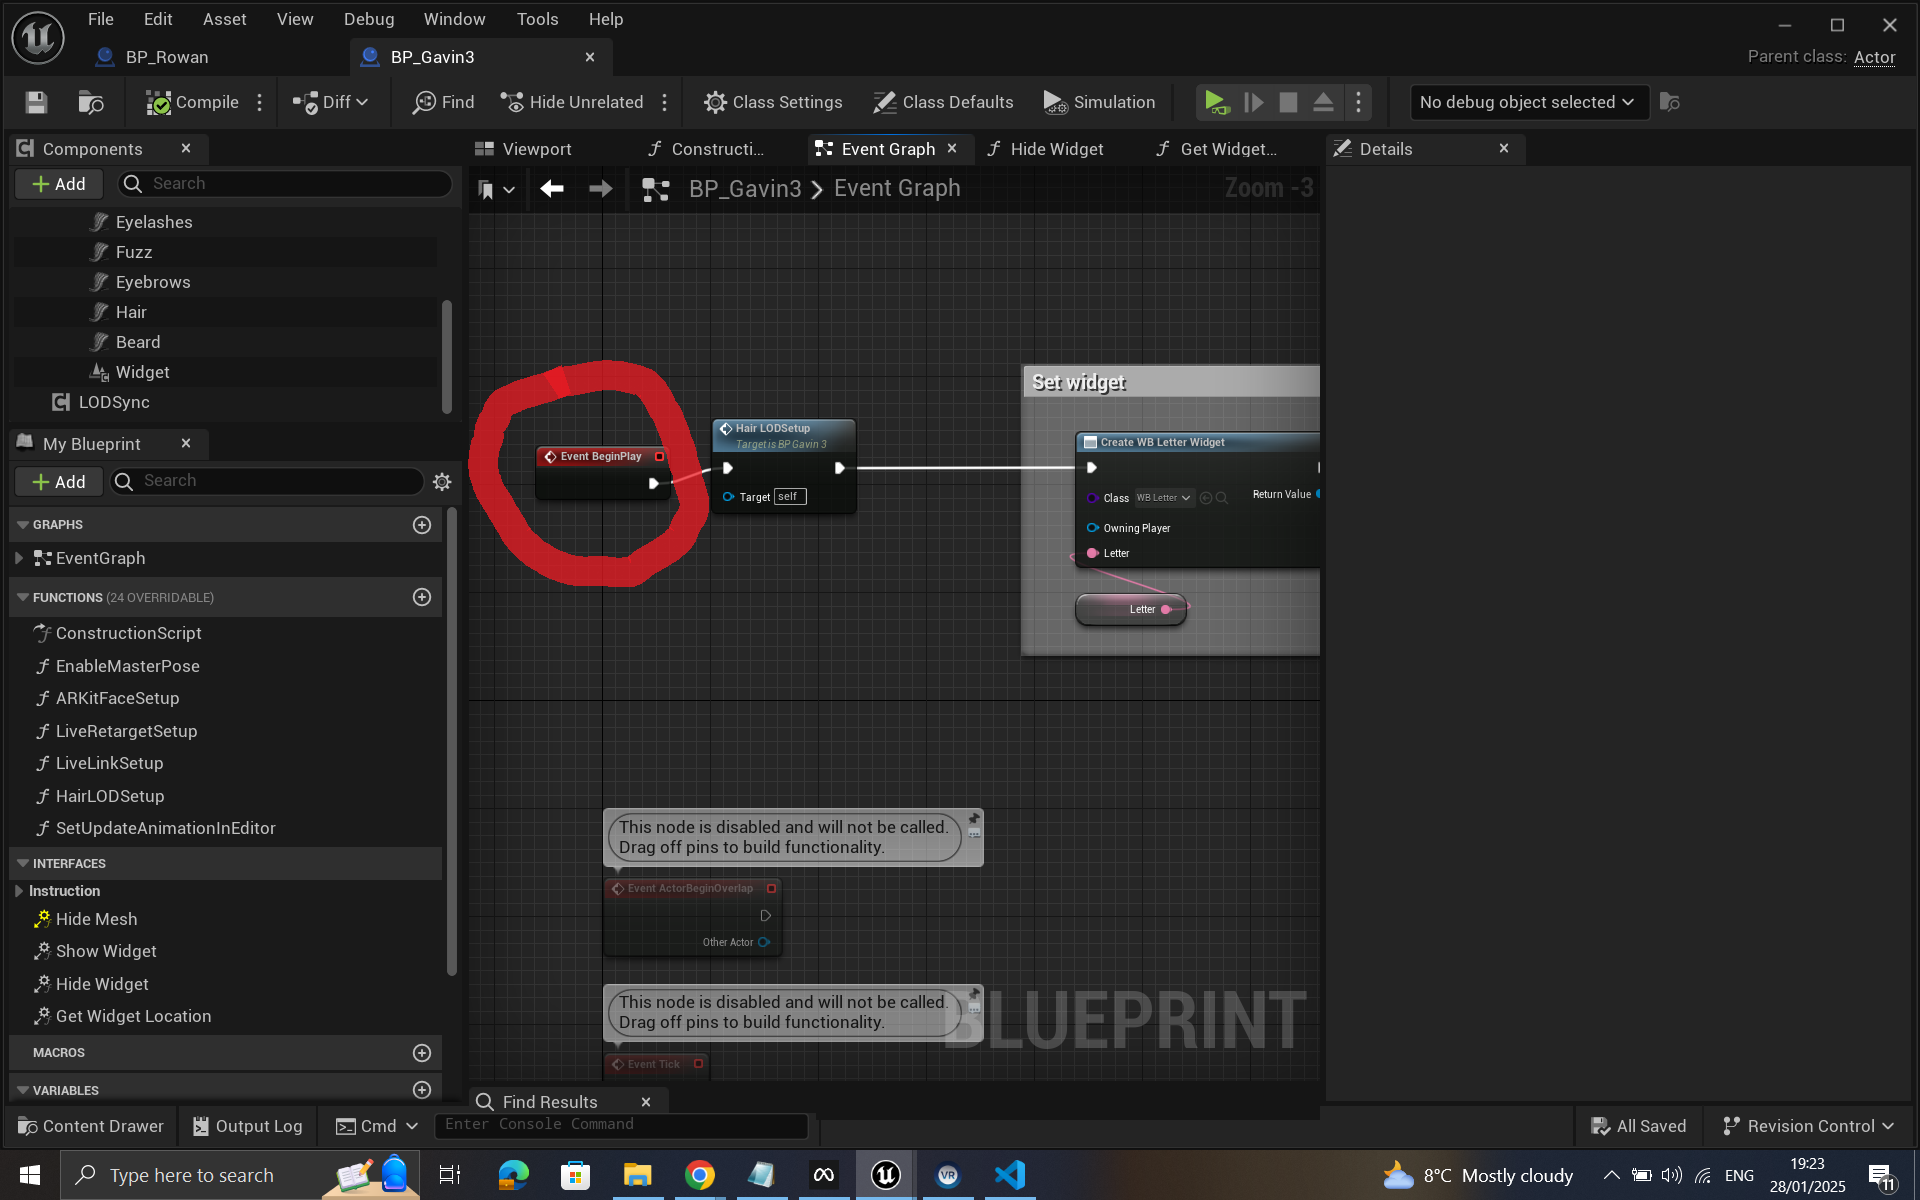 File Edit Asset View Debug Window Tools Help
BP_Rowan
BP_Gavin3
Parent class: Actor
Compile
Diff
Find
Hide Unrelated
Class Settings
Class Defaults
Simulation
No debug object selected
Components
Add
Search
Eyelashes
Fuzz
Eyebrows
Hair
Beard
Widget
LODSync
My Blueprint
Add
Search
GRAPHS
EventGraph
FUNCTIONS (24 OVERRIDABLE)
ConstructionScript
EnableMasterPose
ARKitFaceSetup
LiveRetargetSetup
LiveLinkSetup
HairLODSetup
SetUpdateAnimationInEditor
INTERFACES
Instruction
Hide Mesh
Show Widget
Hide Widget
Get Widget Location
MACROS
VARIABLES
Viewport
Constructi...
Event Graph
Hide Widget
Get Widget...
BP_Gavin3 > Event Graph
Zoom -3
Event BeginPlay
Hair LODSetup
Target is BP Gavin 3
Target self
Set widget
Create WB Letter Widget
Class WB Letter
Return Value
Owning Player
Letter
Letter
This node is disabled and will not be called.
Drag off pins to build functionality.
Event ActorBeginOverlap
Other Actor
This node is disabled and will not be called.
Drag off pins to build functionality.
Event Tick
BLUEPRINT
Find Results
Details
Content Drawer
Output Log
Cmd
Enter Console Command
All Saved
Revision Control
Type here to search
VR
8°C Mostly cloudy
ENG
19:23
28/01/2025
11